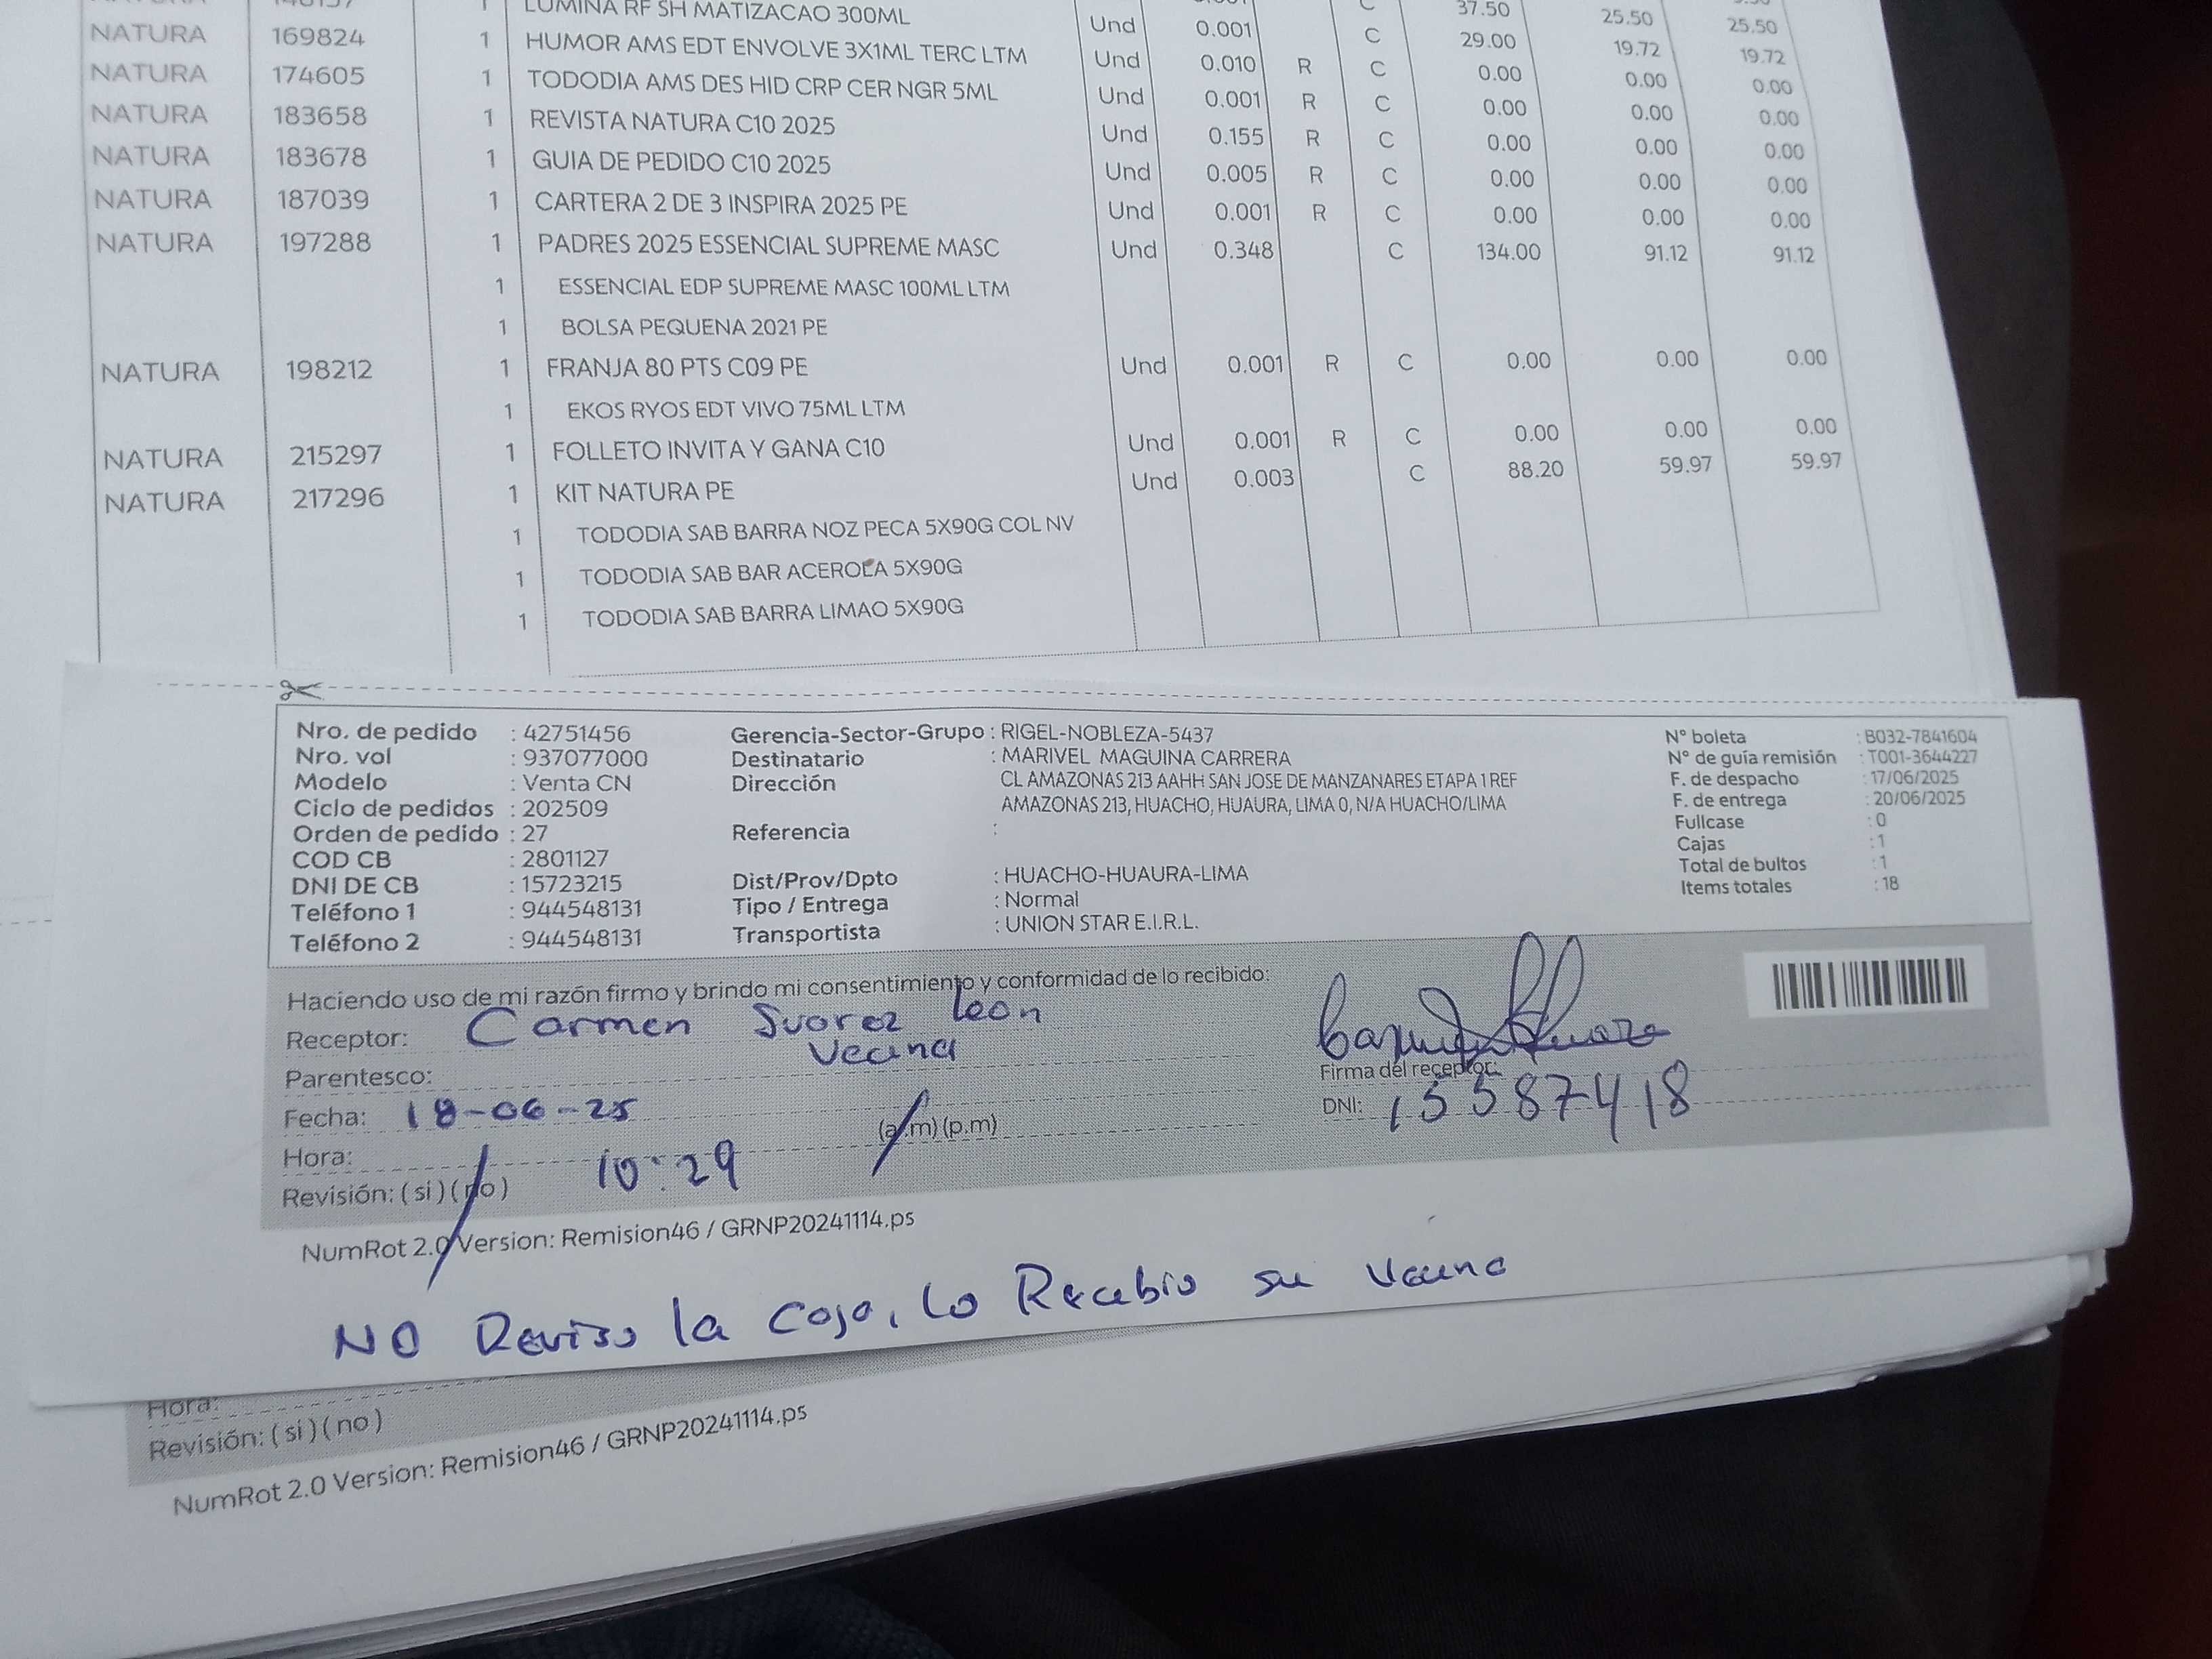 1 LUMINA RF SH MATIZACAO 300ML C 37.50 25.50 25.50
NATURA 169824 1 HUMOR AMS EDT ENVOLVE 3X1ML TERC LTM Und 0.001 C 29.00 19.72 19.72
NATURA 174605 1 TODODIA AMS DES HID CRP CER NGR 5ML Und 0.010 R C 0.00 0.00 0.00
NATURA 183658 1 REVISTA NATURA C10 2025 Und 0.001 R C 0.00 0.00 0.00
NATURA 183678 1 GUIA DE PEDIDO C10 2025 Und 0.155 R C 0.00 0.00 0.00
NATURA 187039 1 CARTERA 2 DE 3 INSPIRA 2025 PE Und 0.005 R C 0.00 0.00 0.00
Und 0.001 R C 0.00 0.00 0.00
NATURA 197288 1 PADRES 2025 ESSENCIAL SUPREME MASC Und 0.348 C 134.00 91.12 91.12
1 ESSENCIAL EDP SUPREME MASC 100ML LTM
1 BOLSA PEQUENA 2021 PE
NATURA 198212 1 FRANJA 80 PTS C09 PE Und 0.001 R C 0.00 0.00 0.00
1 EKOS RYOS EDT VIVO 75ML LTM
NATURA 215297 1 FOLLETO INVITA Y GANA C10 Und 0.001 R C 0.00 0.00 0.00
NATURA 217296 1 KIT NATURA PE Und 0.003 C 88.20 59.97 59.97
1 TODODIA SAB BARRA NOZ PECA 5X90G COL NV
1 TODODIA SAB BAR ACEROLA 5X90G
1 TODODIA SAB BARRA LIMAO 5X90G
Nro. de pedido : 42751456 Gerencia-Sector-Grupo : RIGEL-NOBLEZA-5437 N° boleta : B032-7841604
Nro. vol : 937077000 Destinatario : MARIVEL MAGUINA CARRERA N° de guía remisión : T001-3644227
Modelo : Venta CN Dirección CL AMAZONAS 213 AAHH SAN JOSE DE MANZANARES ETAPA 1 REF F. de despacho : 17/06/2025
Ciclo de pedidos : 202509 AMAZONAS 213, HUACHO, HUAURA, LIMA 0, N/A HUACHO/LIMA F. de entrega : 20/06/2025
Orden de pedido : 27 Referencia : Fullcase : 0
COD CB : 2801127 Cajas : 1
DNI DE CB : 15723215 Dist/Prov/Dpto : HUACHO-HUAURA-LIMA Total de bultos : 1
Teléfono 1 : 944548131 Tipo / Entrega : Normal Items totales : 18
Teléfono 2 : 944548131 Transportista : UNION STAR E.I.R.L.
Haciendo uso de mi razón firmo y brindo mi consentimiento y conformidad de lo recibido:
Receptor: Carmen Suorez Leon
Vecina
Parentesco: Firma del receptor:
Fecha: 18-06-25 (a.m) (p.m) DNI: 15587418
Hora: 10:29
Revisión: ( si ) ( no )
NumRot 2.0 Version: Remision46 / GRNP20241114.ps
NO Reviso la Caja, lo Recebio su Vecina
Hora:
Revisión: ( si ) ( no )
NumRot 2.0 Version: Remision46 / GRNP20241114.ps